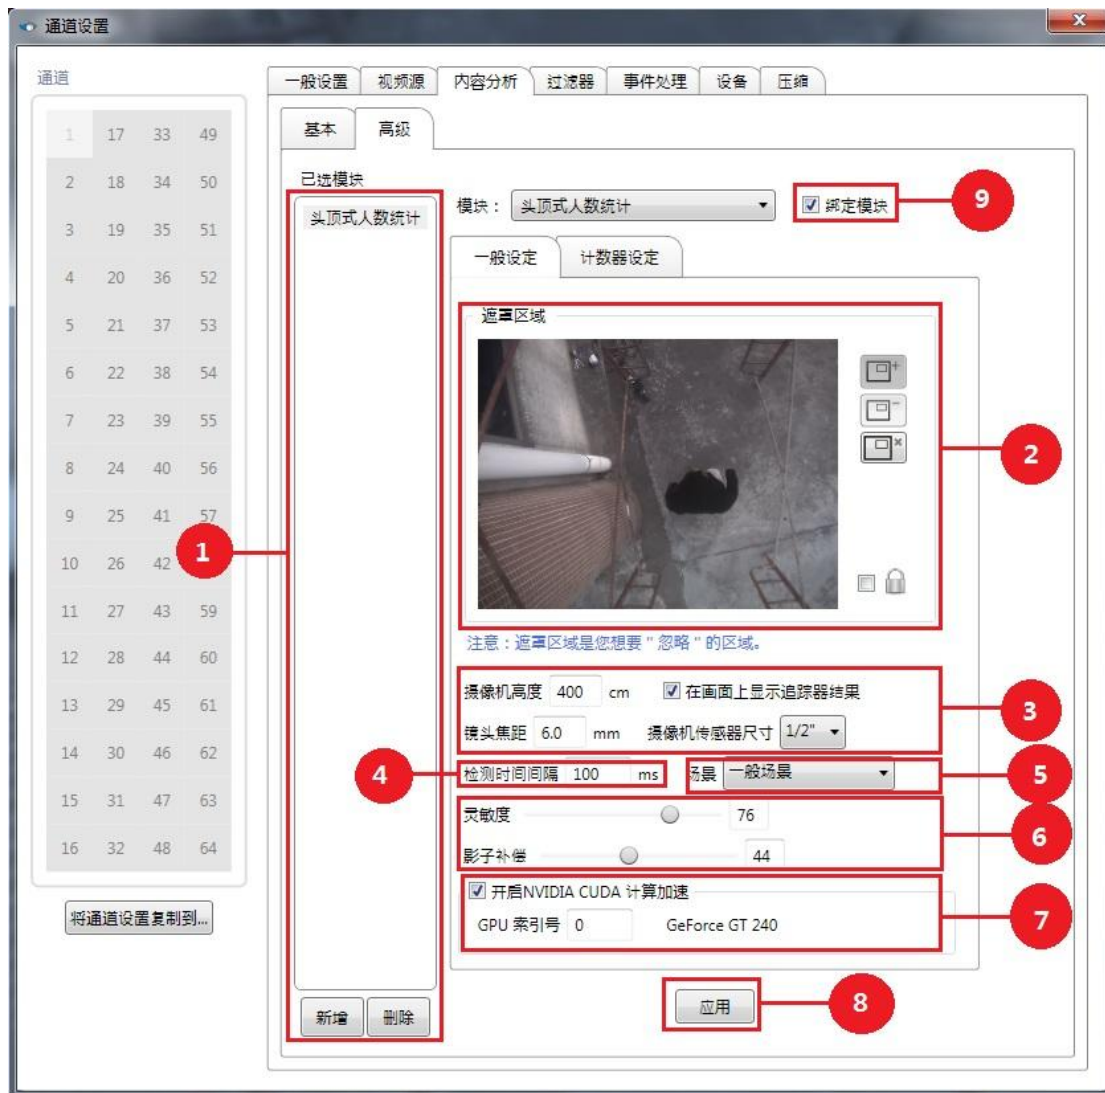 通道设置
x
通道
一般设置 视频源 内容分析 过滤器 事件处理 设备 压缩
基本 高级
1 17 33 49
2 18 34 50
3 19 35 51
4 20 36 52
5 21 37 53
6 22 38 54
7 23 39 55
8 24 40 56
9 25 41 57
10 26 42
11 27 43 59
12 28 44 60
13 29 45 61
14 30 46 62
15 31 47 63
16 32 48 64
将通道设置复制到...
已选模块
头顶式人数统计
新增 删除
1
模块： 头顶式人数统计
绑定模块
9
一般设定 计数器设定
遮罩区域
2
注意：遮罩区域是您想要 " 忽略 " 的区域。
摄像机高度 400 cm 在画面上显示追踪器结果
镜头焦距 6.0 mm 摄像机传感器尺寸 1/2"
3
4
检测时间间隔 100 ms 场景 一般场景
5
灵敏度 76
影子补偿 44
6
开启NVIDIA CUDA 计算加速
GPU 索引号 0 GeForce GT 240
7
应用
8